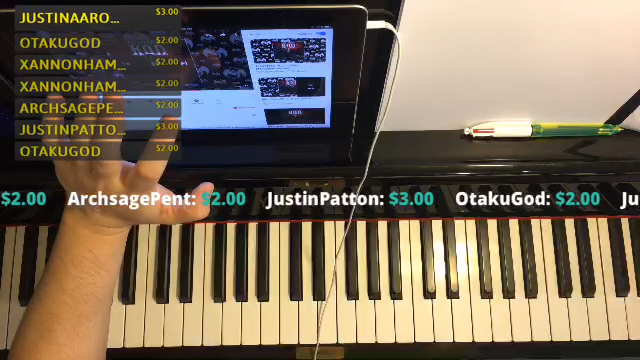 JUSTINAARO... $3.00
OTAKUGOD $2.00
XANNONHAM... $2.00
XANNONHAM... $2.00
ARCHSAGEPE... $2.00
JUSTINPATTO... $3.00
OTAKUGOD $2.00
$2.00 ArchsagePent: $2.00 JustinPatton: $3.00 OtakuGod: $2.00 Ju